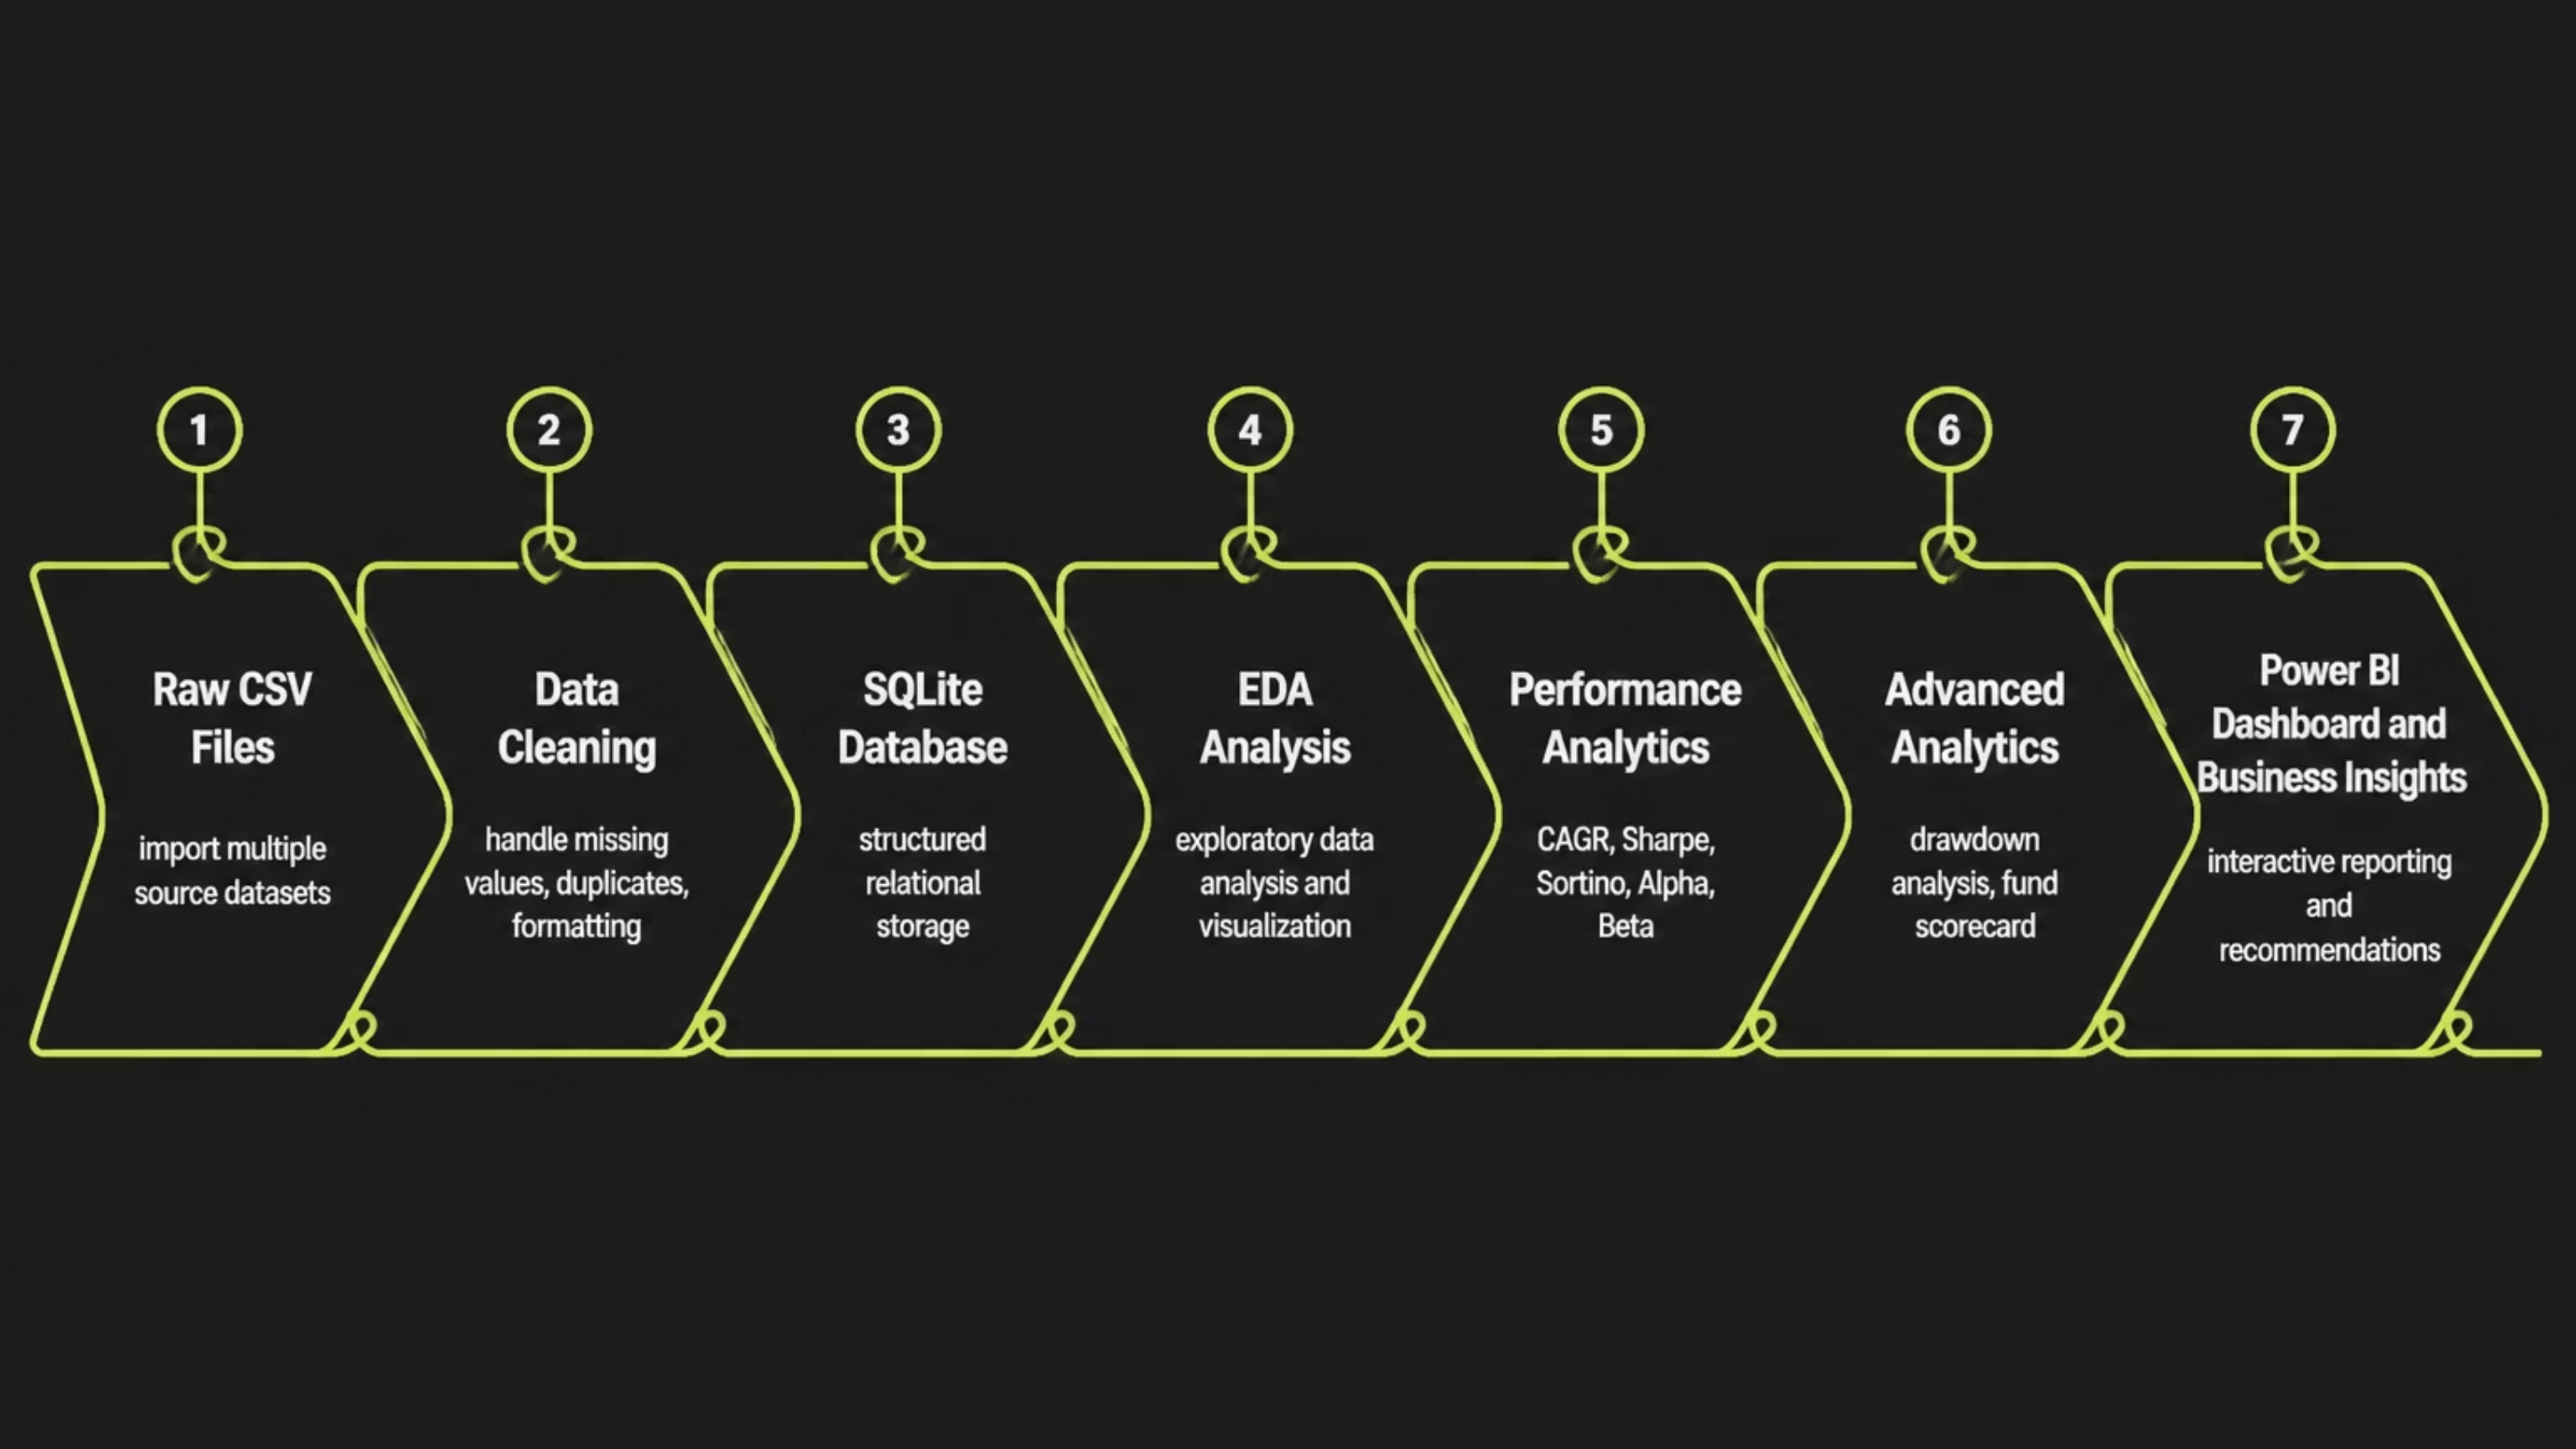 1
Raw CSV
Files
import multiple
source datasets
2
Data
Cleaning
handle missing
values, duplicates,
formatting
3
SQLite
Database
structured
relational
storage
4
EDA
Analysis
exploratory data
analysis and
visualization
5
Performance
Analytics
CAGR, Sharpe,
Sortino, Alpha,
Beta
6
Advanced
Analytics
drawdown
analysis, fund
scorecard
7
Power BI
Dashboard and
Business Insights
interactive reporting
and
recommendations